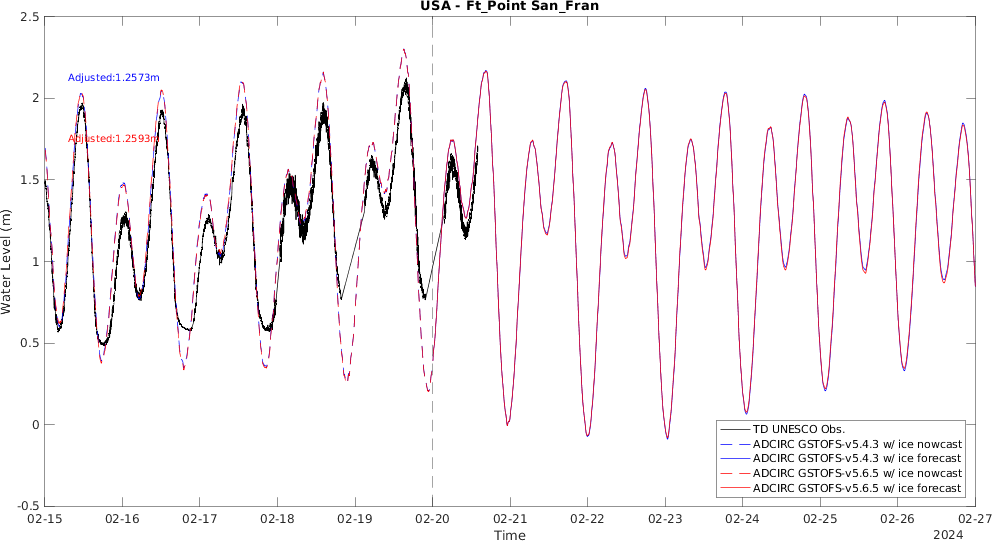 USA - Ft_Point San_Fran
2.5
2
1.5
1
0.5
0
-0.5
Water Level (m)
Adjusted:1.2573m
Adjusted:1.2593m
TD UNESCO Obs.
ADCIRC GSTOFS-v5.4.3 w/ ice nowcast
ADCIRC GSTOFS-v5.4.3 w/ ice forecast
ADCIRC GSTOFS-v5.6.5 w/ ice nowcast
ADCIRC GSTOFS-v5.6.5 w/ ice forecast
02-15 02-16 02-17 02-18 02-19 02-20 02-21 02-22 02-23 02-24 02-25 02-26 02-27
Time
2024